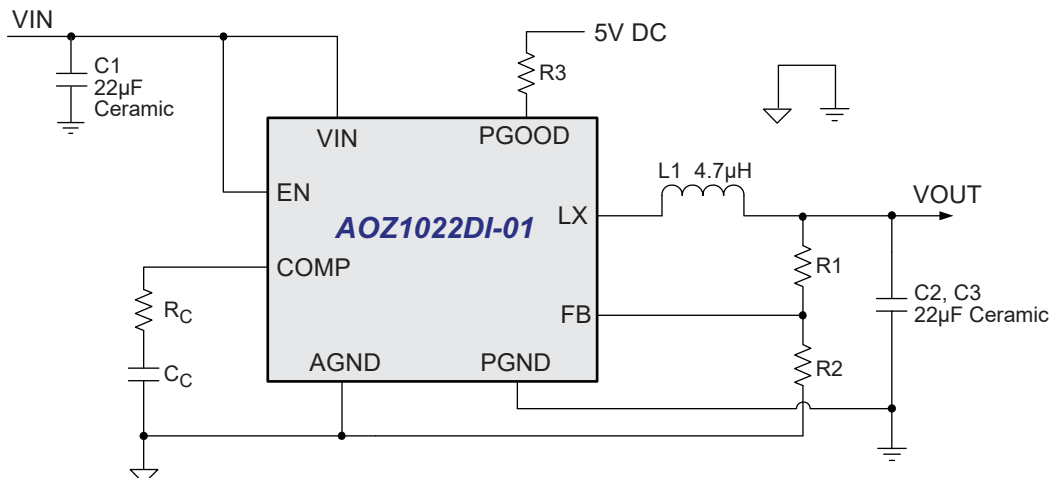 VIN
5V DC
C1
22µF
Ceramic
R3
VIN
PGOOD
L1 4.7µH
EN
LX
VOUT
AOZ1022DI-01
COMP
R1
RC
FB
C2, C3
22µF Ceramic
CC
AGND
PGND
R2